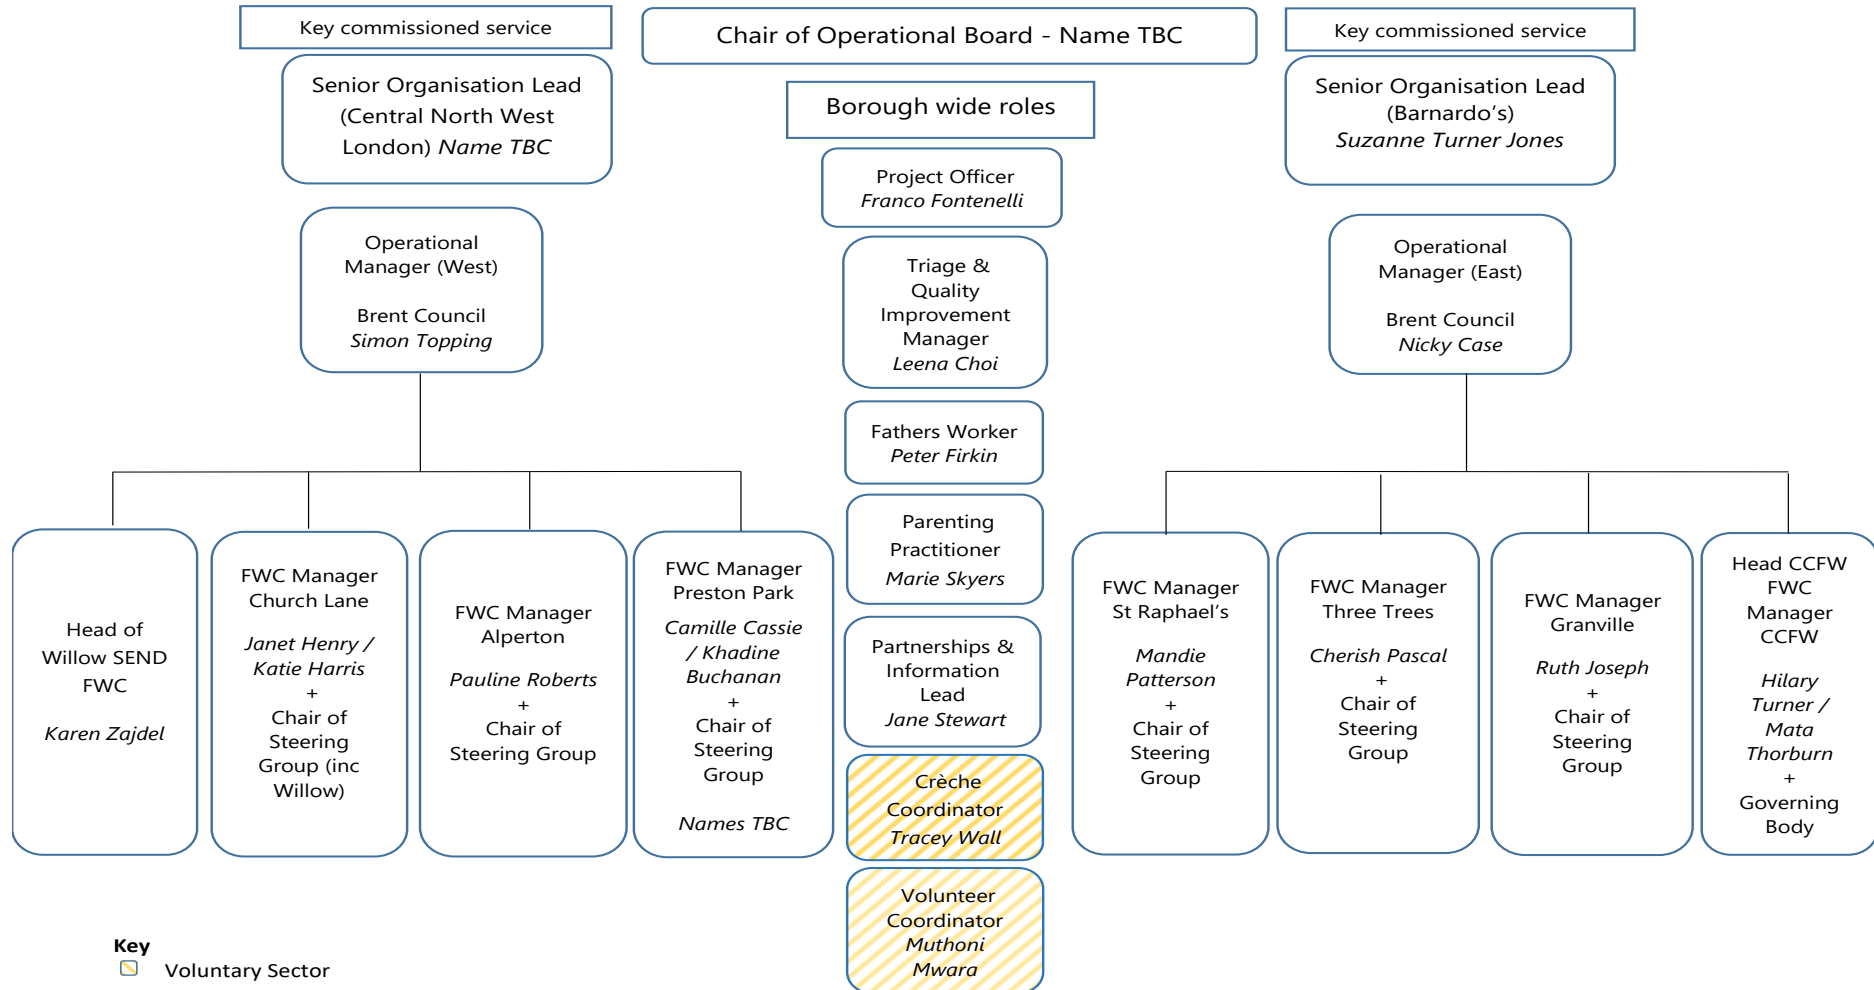 Key commissioned service
Chair of Operational Board - Name TBC
Key commissioned service
Senior Organisation Lead
(Central North West
London) Name TBC
Borough wide roles
Senior Organisation Lead
(Barnardo’s)
Suzanne Turner Jones
Project Officer
Franco Fontenelli
Operational
Manager (West)
Brent Council
Simon Topping
Triage &
Quality
Improvement
Manager
Leena Choi
Operational
Manager (East)
Brent Council
Nicky Case
Fathers Worker
Peter Firkin
Parenting
Practitioner
Marie Skyers
Partnerships &
Information
Lead
Jane Stewart
Crèche
Coordinator
Tracey Wall
Volunteer
Coordinator
Muthoni
Mwara
Head of
Willow SEND
FWC
Karen Zajdel
FWC Manager
Church Lane
Janet Henry /
Katie Harris
+
Chair of
Steering
Group (inc
Willow)
FWC Manager
Alperton
Pauline Roberts
+
Chair of
Steering Group
FWC Manager
Preston Park
Camille Cassie
/ Khadine
Buchanan
+
Chair of
Steering
Group
Names TBC
FWC Manager
St Raphael’s
Mandie
Patterson
+
Chair of
Steering
Group
FWC Manager
Three Trees
Cherish Pascal
+
Chair of
Steering
Group
FWC Manager
Granville
Ruth Joseph
+
Chair of
Steering
Group
Head CCFW
FWC
Manager
CCFW
Hilary
Turner /
Mata
Thorburn
+
Governing
Body
Key
Voluntary Sector